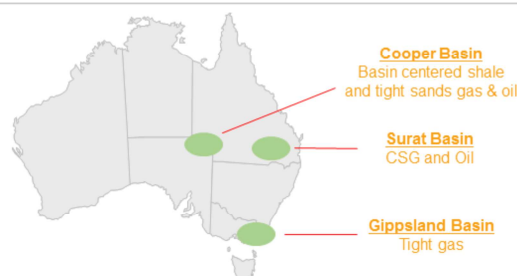 Cooper Basin
Basin centered shale
and tight sands gas & oil
Surat Basin
CSG and Oil
Gippsland Basin
Tight gas